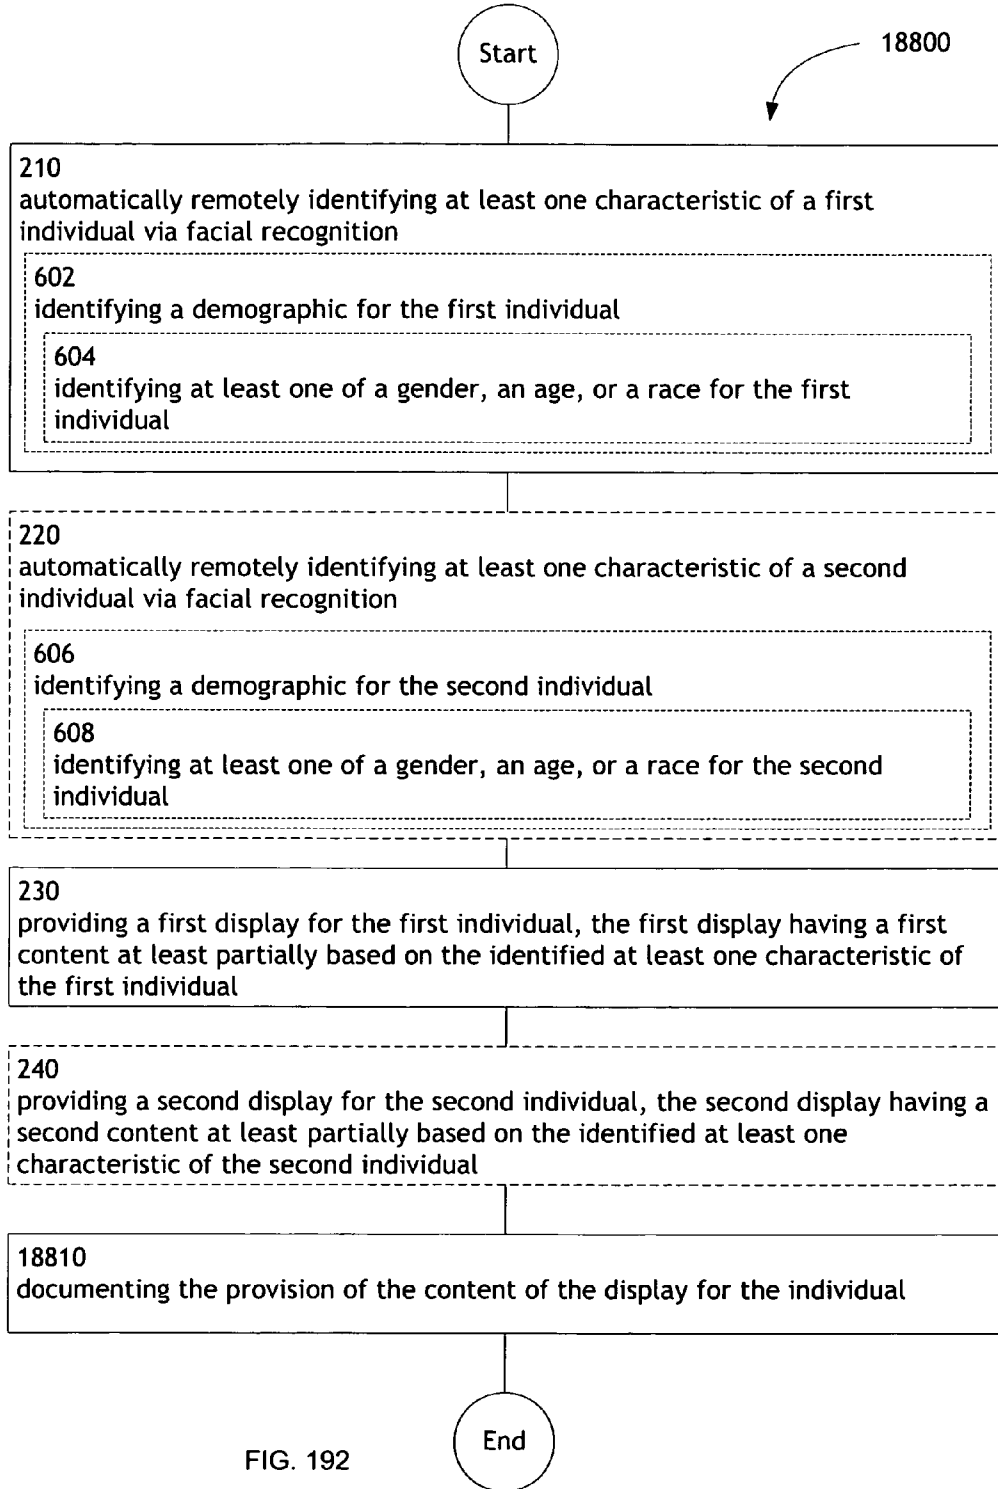 Start
18800
210
automatically remotely identifying at least one characteristic of a first
individual via facial recognition
602
identifying a demographic for the first individual
604
identifying at least one of a gender, an age, or a race for the first
individual
220
automatically remotely identifying at least one characteristic of a second
individual via facial recognition
606
identifying a demographic for the second individual
608
identifying at least one of a gender, an age, or a race for the second
individual
230
providing a first display for the first individual, the first display having a first
content at least partially based on the identified at least one characteristic of
the first individual
240
providing a second display for the second individual, the second display having a
second content at least partially based on the identified at least one
characteristic of the second individual
18810
documenting the provision of the content of the display for the individual
End
FIG. 192